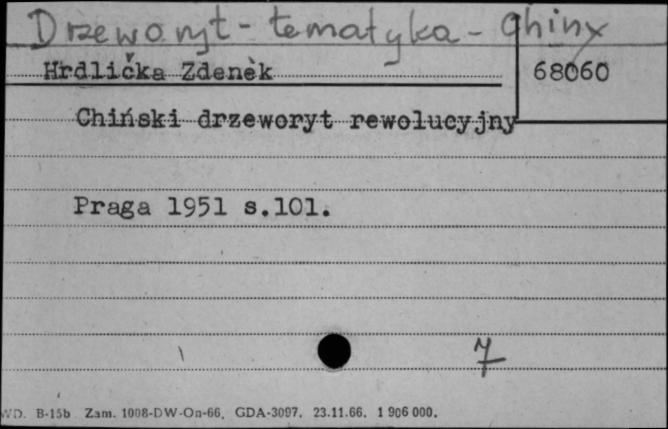 Drzeworyt - tematyka - Chiny
Hrdlička Zdenèk
68060
Chiński drzeworyt rewolucyjny
Praga 1951 s.101.
7
WD. B-15b Zam. 1008-DW-On-66. GDA-3097. 23.11.66. 1 906 000.